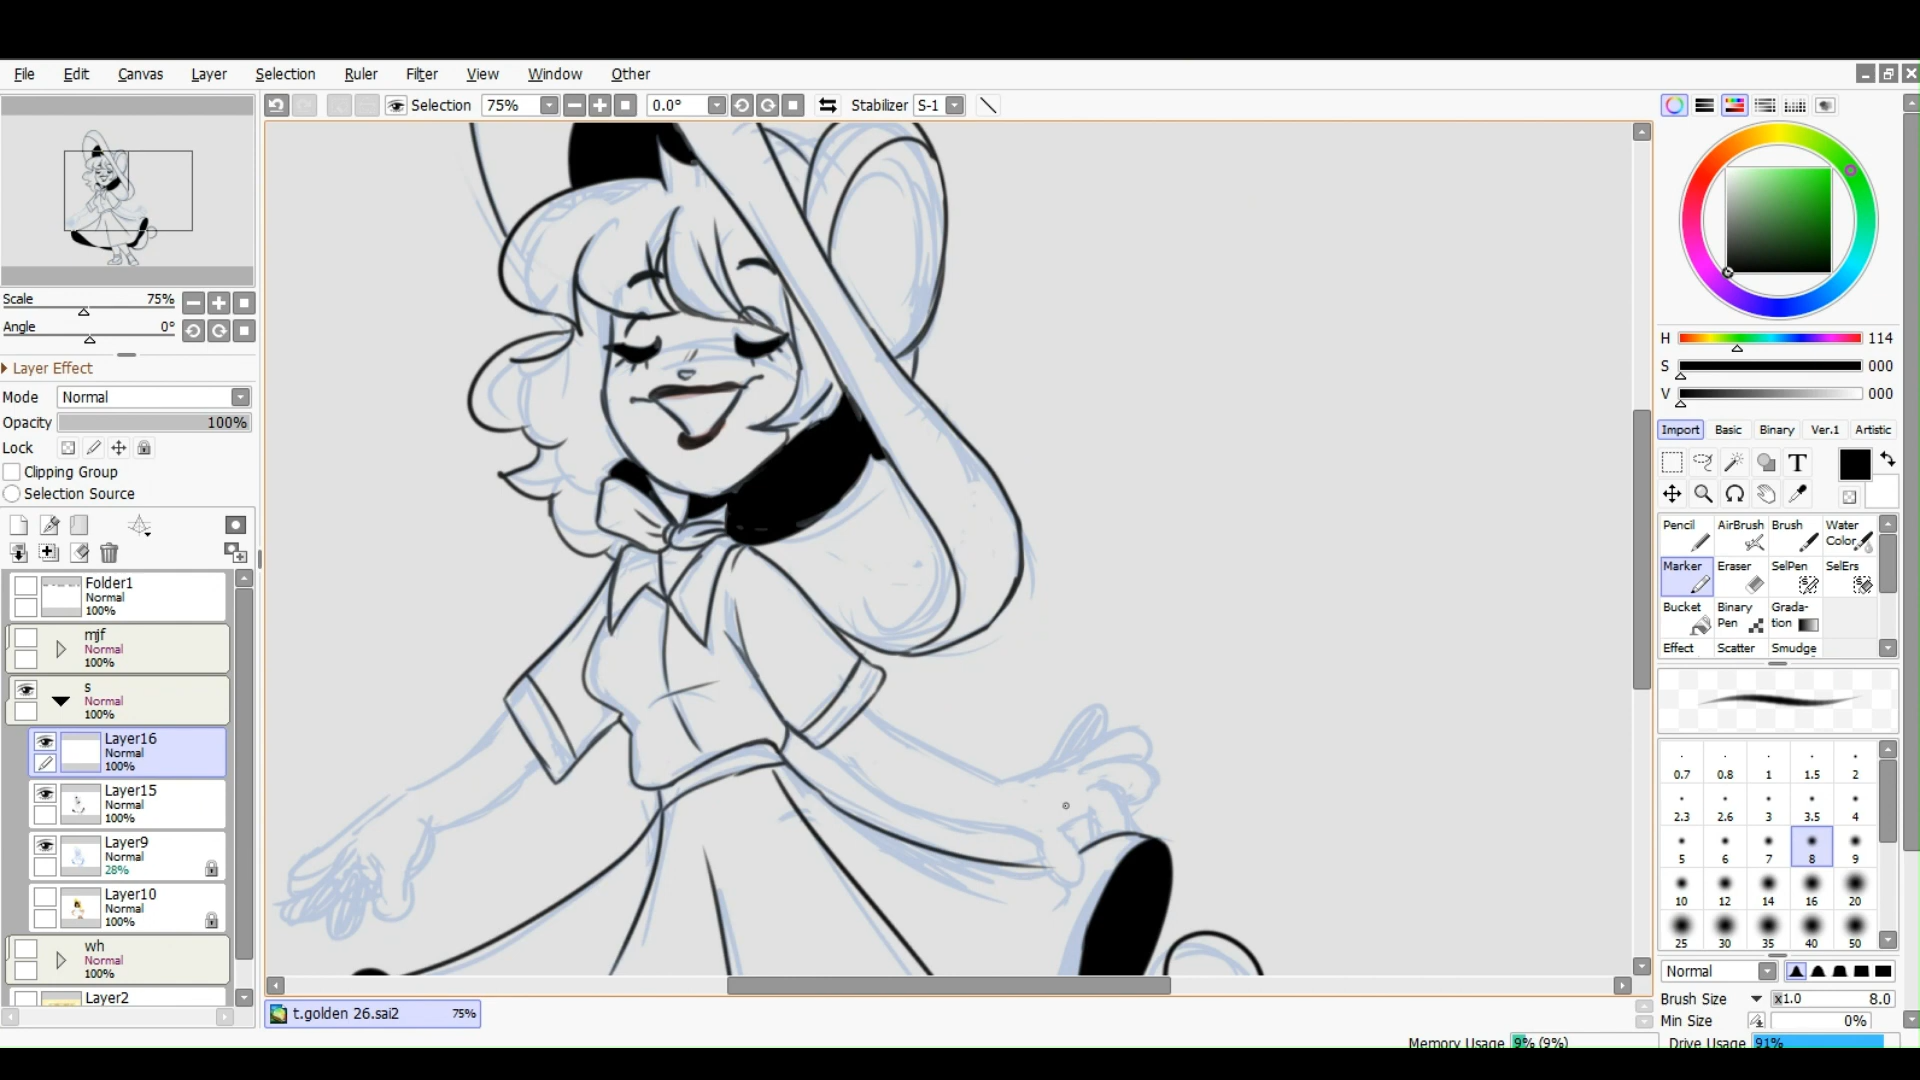 File Edit Canvas Layer Selection Ruler Filter View Window Other
Selection 75% 0.0° Stabilizer S-1
Scale 75%
Angle 0°
Layer Effect
Mode Normal
Opacity 100%
Lock
Clipping Group
Selection Source
Folder1
Normal
100%
mjf
Normal
100%
s
Normal
100%
Layer16
Normal
100%
Layer15
Normal
100%
Layer9
Normal
28%
Layer10
Normal
100%
wh
Normal
100%
Layer2
t.golden 26.sai2 75%
H 114
S 000
V 000
Import Basic Binary Ver.1 Artistic
T
Pencil AirBrush Brush Water Color
Marker Eraser SelPen SelErs
Bucket Binary Pen Grada-tion
Effect Scatter Smudge
0.7 0.8 1 1.5 2
2.3 2.6 3 3.5 4
5 6 7 8 9
10 12 14 16 20
25 30 35 40 50
Normal
Brush Size x1.0 8.0
Min Size 0%
Memory Usage 9% (9%) Drive Usage 91%